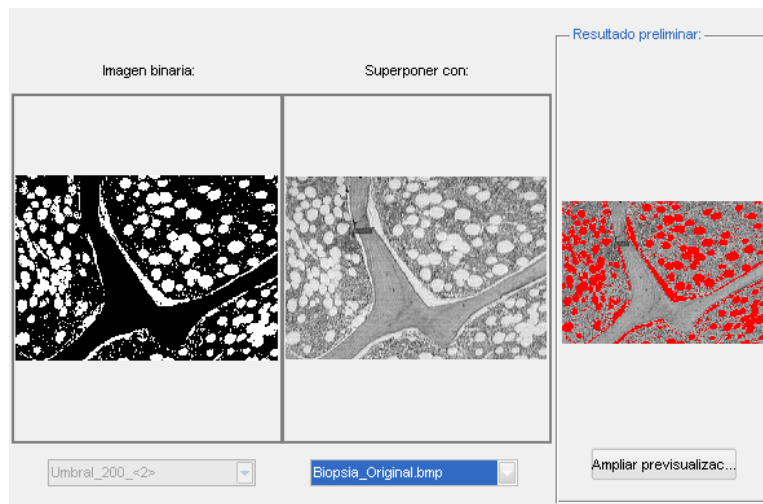 Resultado preliminar:
Imagen binaria:
Superponer con:
Umbral_200_<2>
Biopsia_Original.bmp
Ampliar previsualizac...